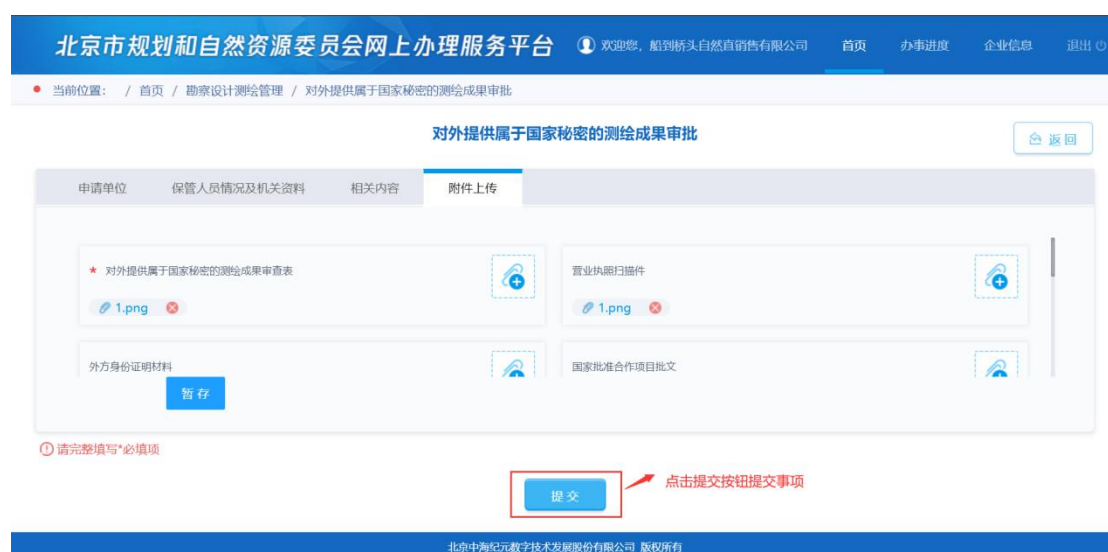 北京市规划和自然资源委员会网上办理服务平台 欢迎您，船到桥头自然直销售有限公司 首页 办事进度 企业信息 退出
当前位置： / 首页 / 勘察设计测绘管理 / 对外提供属于国家秘密的测绘成果审批
对外提供属于国家秘密的测绘成果审批
返回
申请单位 保管人员情况及机关资料 相关内容 附件上传
* 对外提供属于国家秘密的测绘成果审查表 营业执照扫描件
1.png 1.png
外方身份证明材料 国家批准合作项目批文
暂存
请完整填写*必填项
点击提交按钮提交事项
提交
北京中海纪元数字技术发展股份有限公司 版权所有